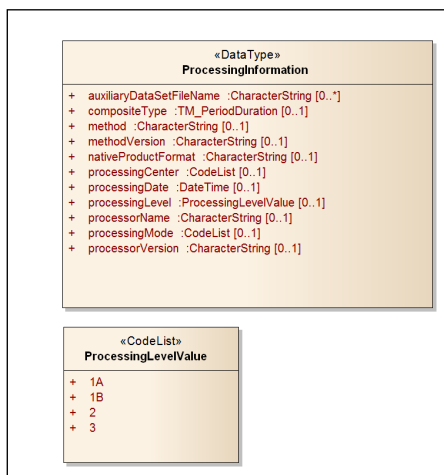 «DataType»
ProcessingInformation
+ auxiliaryDataSetFileName :CharacterString [0..*]
+ compositeType :TM_PeriodDuration [0..1]
+ method :CharacterString [0..1]
+ methodVersion :CharacterString [0..1]
+ nativeProductFormat :CharacterString [0..1]
+ processingCenter :CodeList [0..1]
+ processingDate :DateTime [0..1]
+ processingLevel :ProcessingLevelValue [0..1]
+ processorName :CharacterString [0..1]
+ processingMode :CodeList [0..1]
+ processorVersion :CharacterString [0..1]
«CodeList»
ProcessingLevelValue
+ 1A
+ 1B
+ 2
+ 3